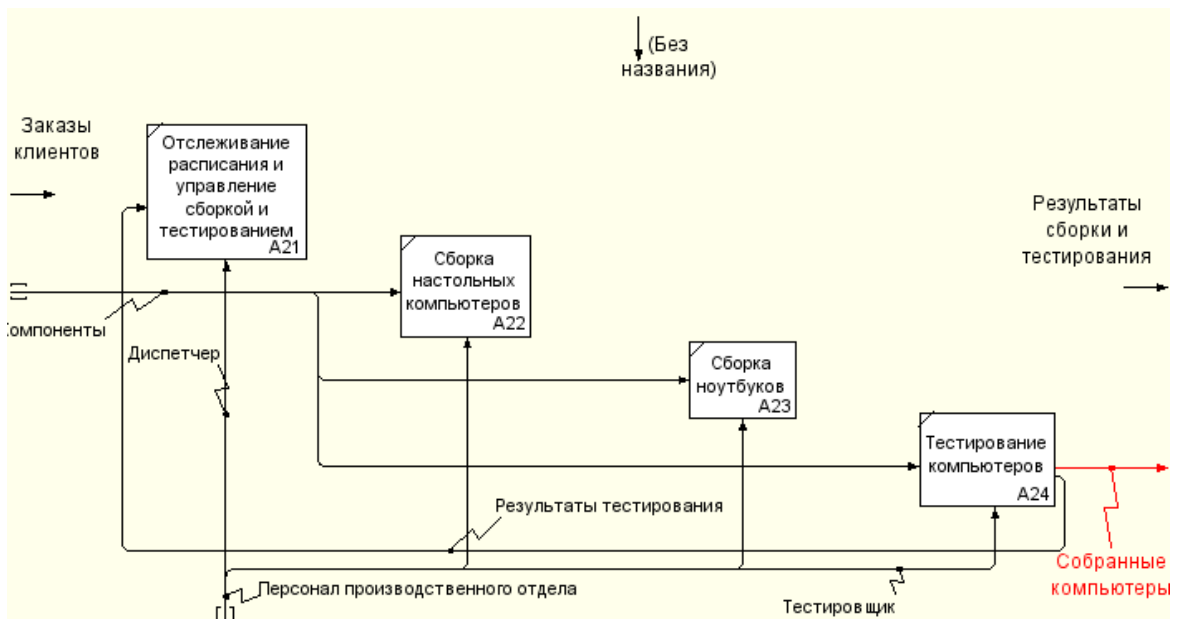 (Без
названия)
Заказы
клиентов
Отслеживание
расписания и
управление
сборкой и
тестированием
A21
Результаты
сборки и
тестирования
Сборка
настольных
компьютеров
A22
омпоненты
Диспетчер
Сборка
ноутбуков
A23
Тестирование
компьютеров
A24
Результаты тестирования
Собранные
компьютеры
Персонал производственного отдела
Тестировщик